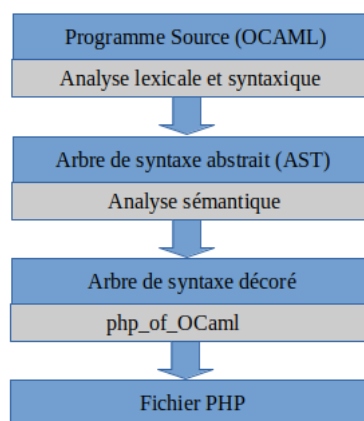 Programme Source (OCAML)
Analyse lexicale et syntaxique
Arbre de syntaxe abstrait (AST)
Analyse sémantique
Arbre de syntaxe décoré
php_of_OCaml
Fichier PHP